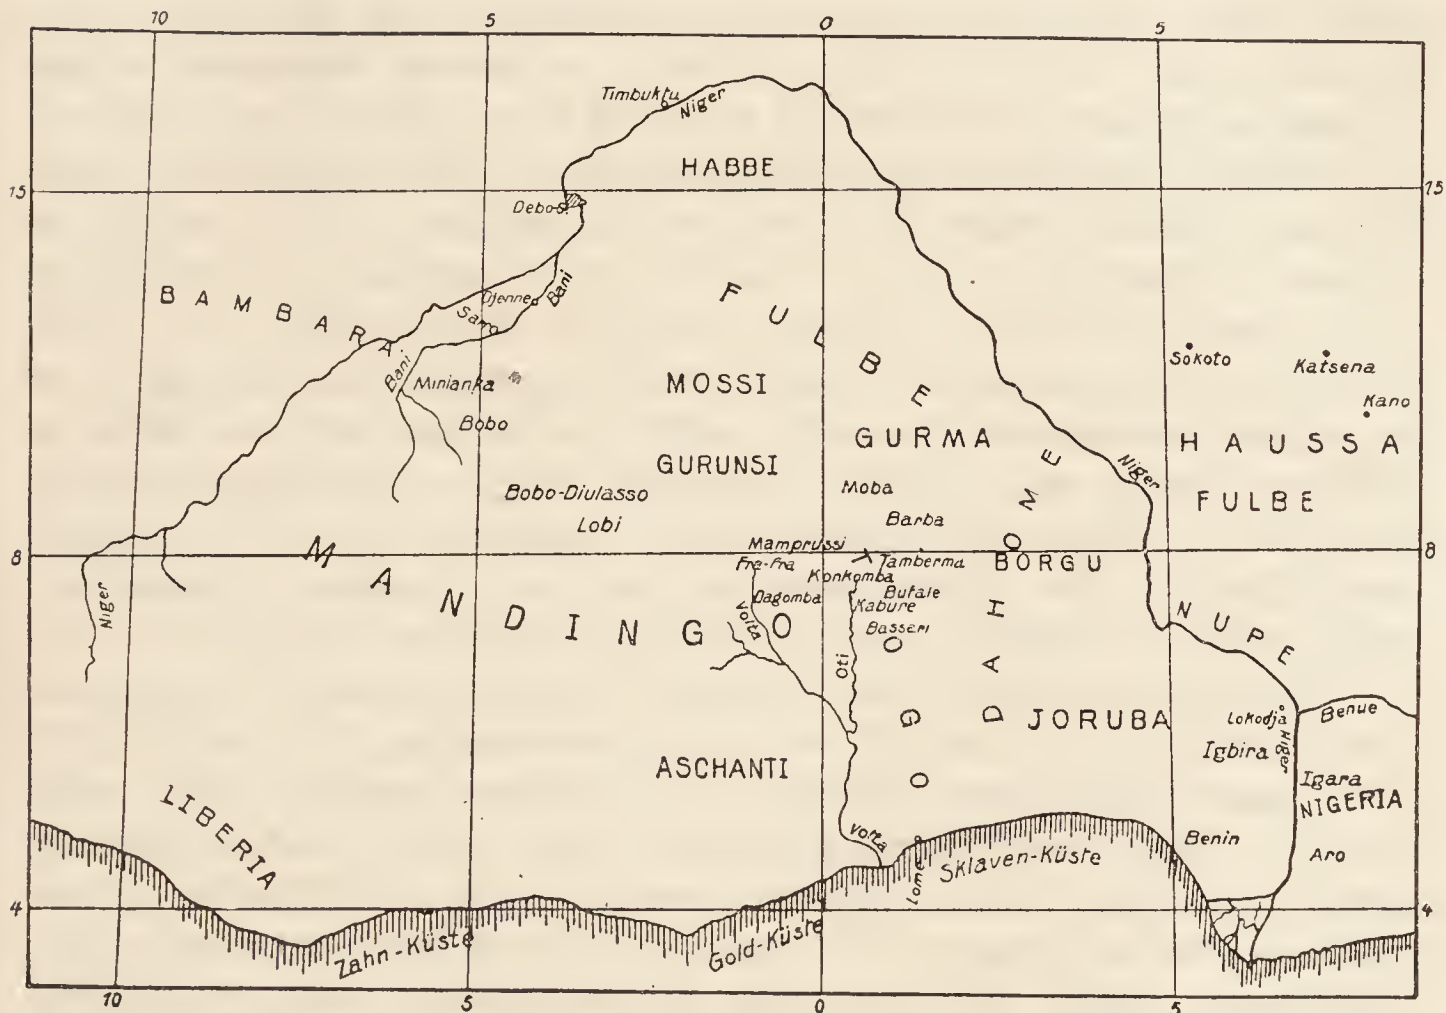 10 5 0 5
Timbuktu
Niger
HABBE
15 15
Debo-S.
BAMBARA
Djenne
Bani
Sarro
FULBE
Sokoto
Katsena
Kano
Bani
Minianka
MOSSI
Bobo
GURMA
HAUSSA
GURUNSI
Niger
FULBE
Moba
Bobo-Diulasso
Lobi
Barba
8 8
MANDINGO
Mamprussi
Fra-Fra
Konkomba
Tamberma
BORGU
Dagomba
Bufale
Kabure
Basseri
Niger
Volta
Oti
TOGO
DAHOME
NUPE
JORUBA
Lokodja
Niger
Benue
Igbira
ASCHANTI
Igara
NIGERIA
LIBERIA
Volta
Lome
Sklaven-Küste
Benin
Aro
4 4
Zahn-Küste
Gold-Küste
10 5 0 5